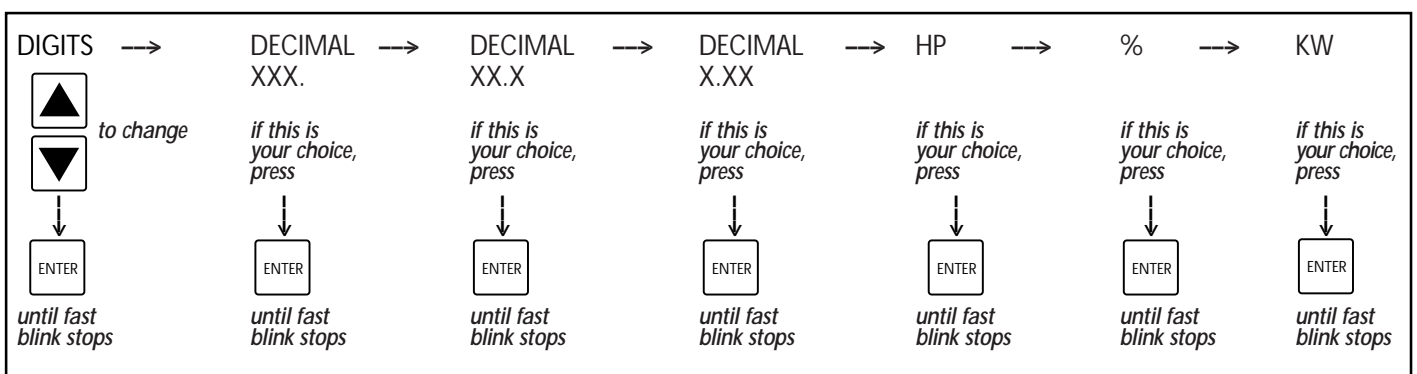 DIGITS --->
to change
ENTER
until fast
blink stops
DECIMAL --->
XXX.
if this is
your choice,
press
ENTER
until fast
blink stops
DECIMAL --->
XX.X
if this is
your choice,
press
ENTER
until fast
blink stops
DECIMAL --->
X.XX
if this is
your choice,
press
ENTER
until fast
blink stops
HP --->
if this is
your choice,
press
ENTER
until fast
blink stops
% --->
if this is
your choice,
press
ENTER
until fast
blink stops
KW
if this is
your choice,
press
ENTER
until fast
blink stops